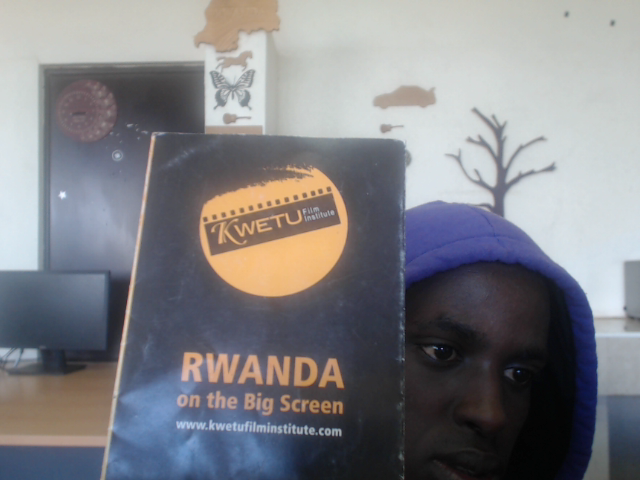 KWETU Film
Institute
RWANDA
on the Big Screen
www.kwetufilminstitute.com